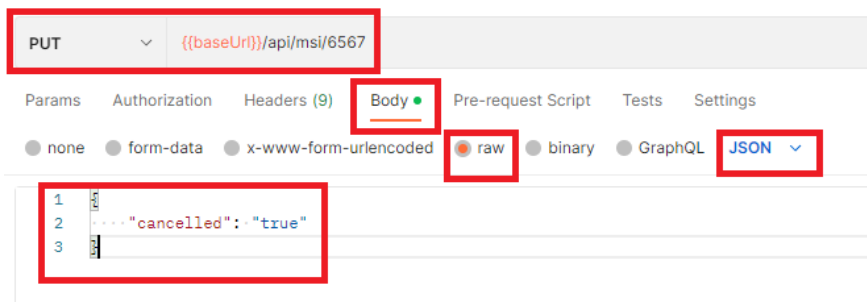 PUT {{baseUrl}}/api/msi/6567
Params Authorization Headers (9) Body Pre-request Script Tests Settings
none form-data x-www-form-urlencoded raw binary GraphQL JSON
1 {
2 ····"cancelled":·"true"
3 }